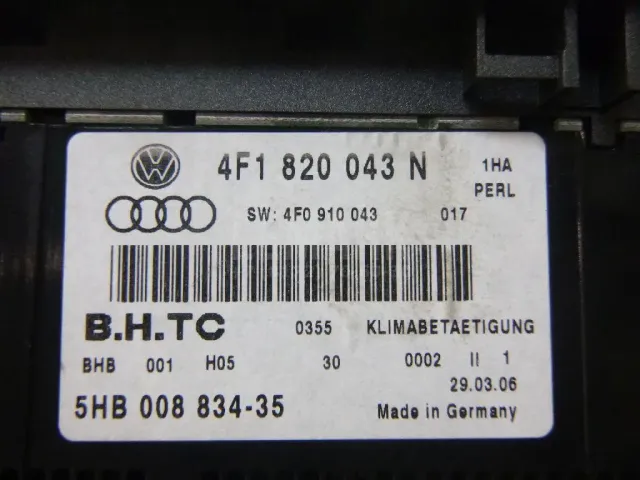 VW 4F1 820 043 N 1HA
PERL
SW: 4F0 910 043 017
B.H.TC 0355 KLIMABETAETIGUNG
BHB 001 H05 30 0002 II 1
29.03.06
5HB 008 834-35 Made in Germany